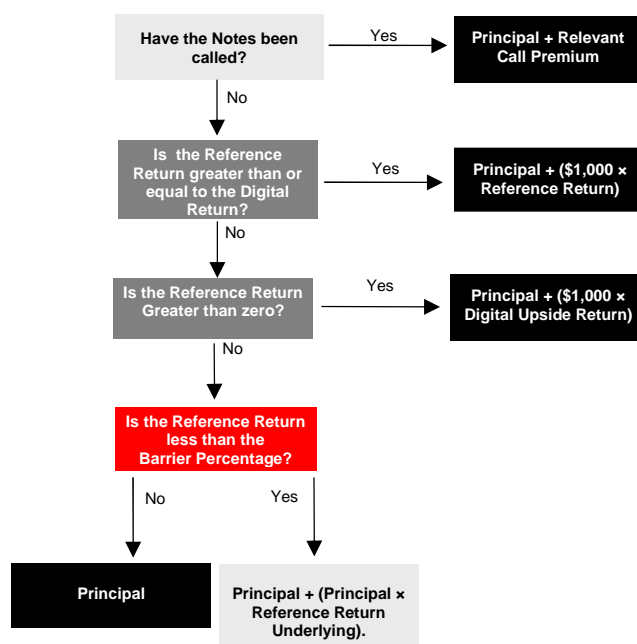 Have the Notes been
called?
Yes
Principal + Relevant
Call Premium
No
Is the Reference
Return greater than or
equal to the Digital
Return?
Yes
Principal + ($1,000 ×
Reference Return)
No
Is the Reference Return
Greater than zero?
Yes
Principal + ($1,000 ×
Digital Upside Return)
No
Is the Reference Return
less than the
Barrier Percentage?
No
Yes
Principal
Principal + (Principal ×
Reference Return
Underlying).